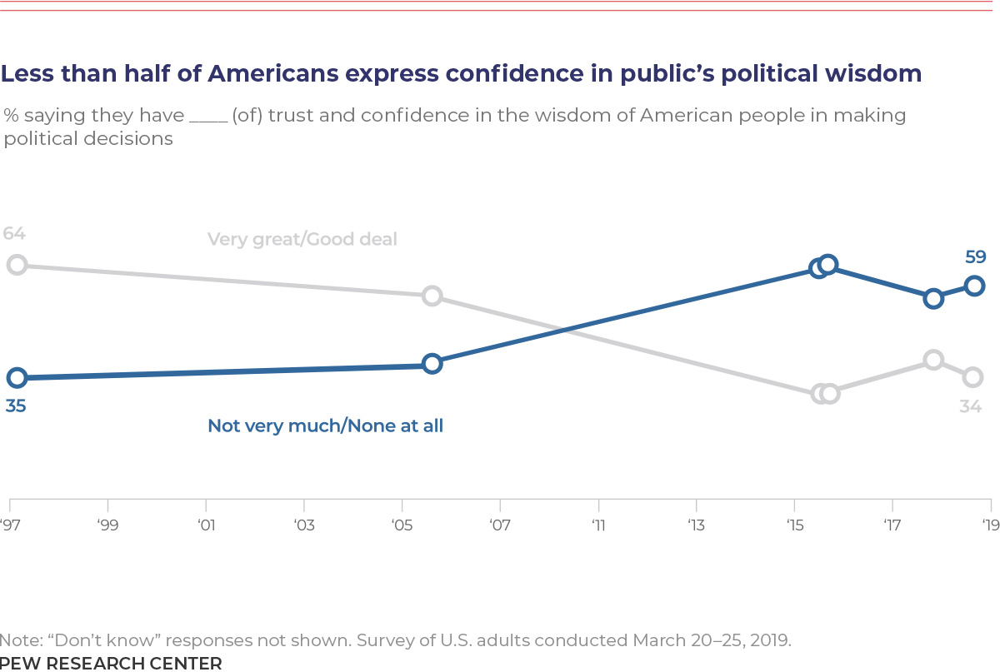 Less than half of Americans express confidence in public’s political wisdom
% saying they have ____ (of) trust and confidence in the wisdom of American people in making
political decisions
64
Very great/Good deal
59
35
34
Not very much/None at all
‘97 ‘99 ‘01 ‘03 ‘05 ‘07 ‘11 ‘13 ‘15 ‘17 ‘19
Note: “Don’t know” responses not shown. Survey of U.S. adults conducted March 20–25, 2019.
PEW RESEARCH CENTER